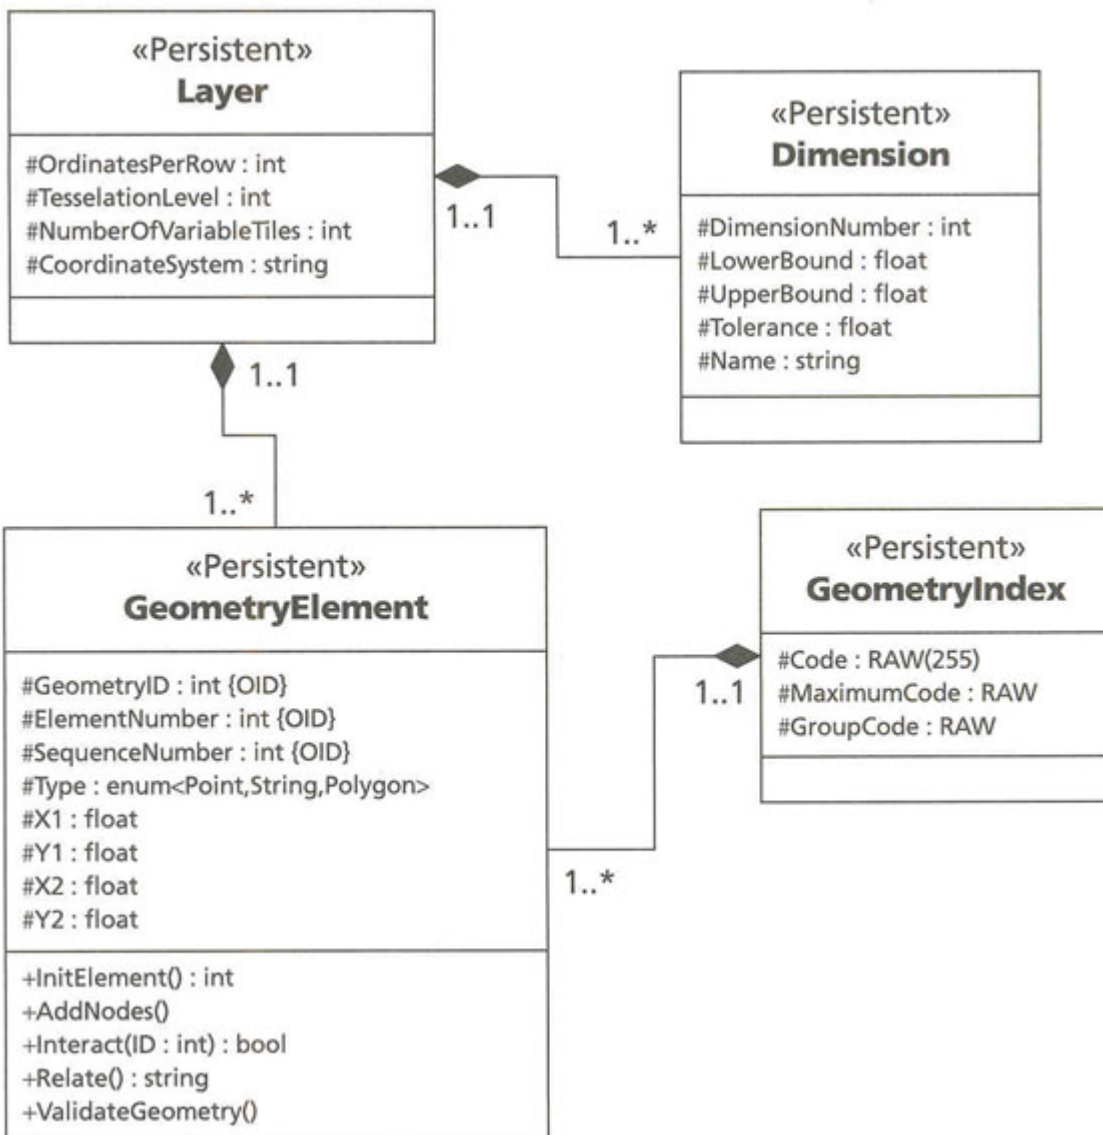 «Persistent»
Layer
#OrdinatesPerRow : int
#TesselationLevel : int
#NumberOfVariableTiles : int
#CoordinateSystem : string
1..1
1..*
«Persistent»
Dimension
#DimensionNumber : int
#LowerBound : float
#UpperBound : float
#Tolerance : float
#Name : string
1..1
1..*
«Persistent»
GeometryElement
#GeometryID : int {OID}
#ElementNumber : int {OID}
#SequenceNumber : int {OID}
#Type : enum<Point,String,Polygon>
#X1 : float
#Y1 : float
#X2 : float
#Y2 : float
+InitElement() : int
+AddNodes()
+Interact(ID : int) : bool
+Relate() : string
+ValidateGeometry()
«Persistent»
GeometryIndex
#Code : RAW(255)
#MaximumCode : RAW
#GroupCode : RAW
1..1
1..*